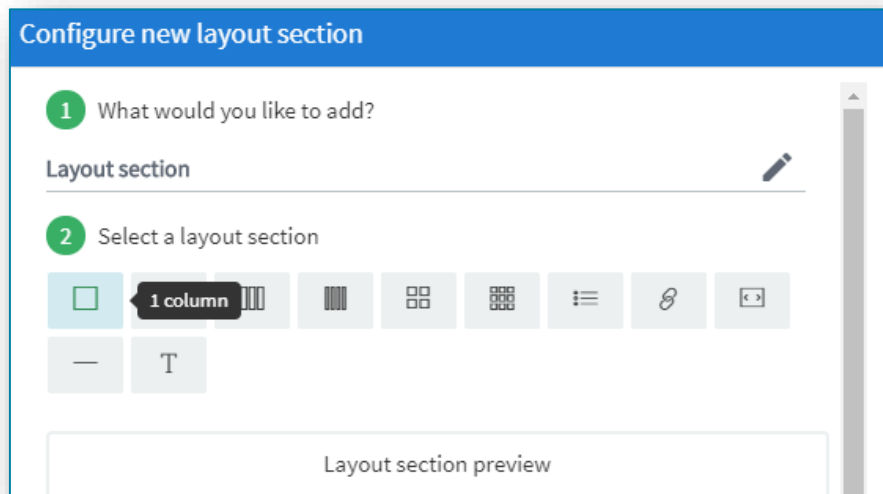 Configure new layout section
1 What would you like to add?
Layout section
2 Select a layout section
1 column
T
Layout section preview